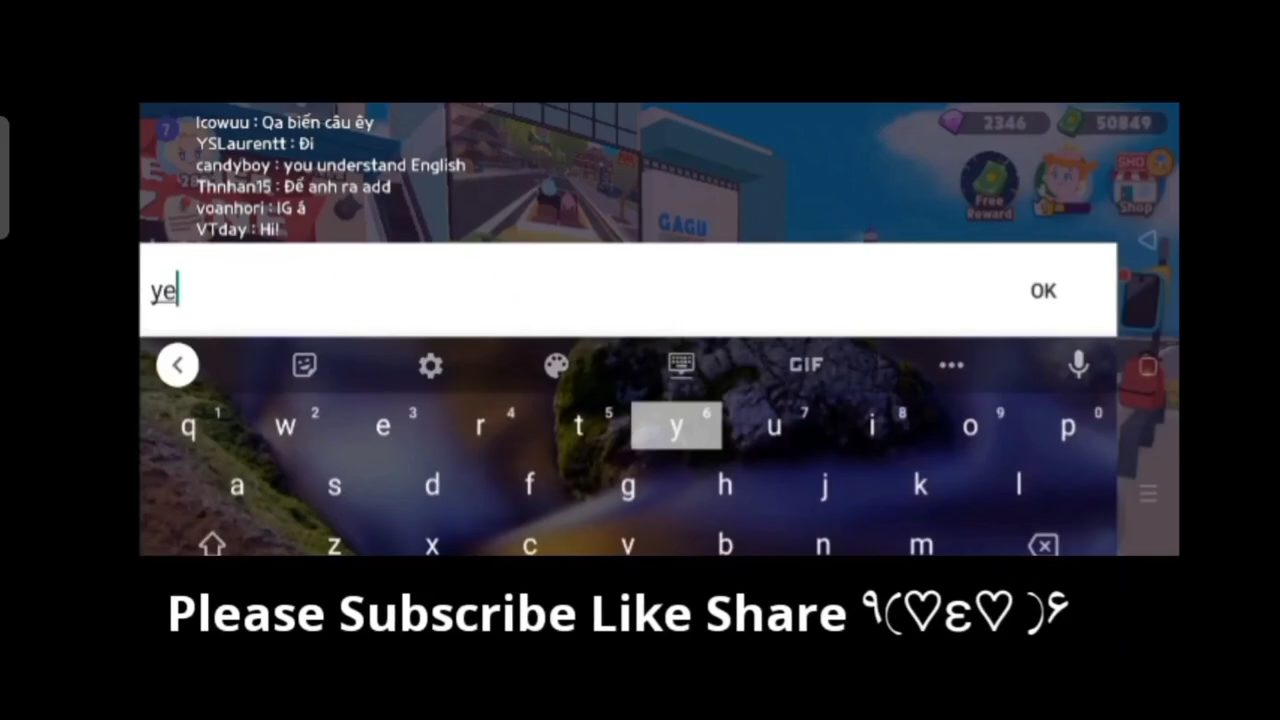 7
Icowuu : Qa biến câu êy
YSLaurentt : Đi
candyboy : you understand English
Thnhan15 : Để anh ra add
voanhori : IG á
VTday : Hi!
GAGU
2346
50849
Free
Reward
SHO
Shop
ye
OK
GIF
q 1 w 2 e 3 r 4 t 5 y 6 u 7 i 8 o 9 p 0
a s d f g h j k l
z x c v b n m
Please Subscribe Like Share ٩(♡ε♡ )۶